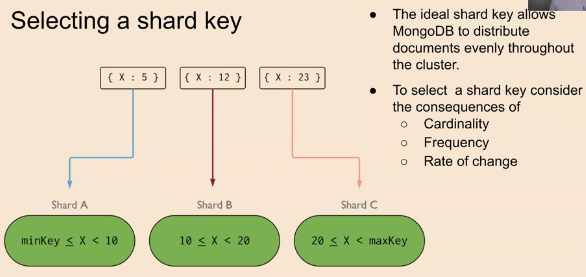 Selecting a shard key
{ X : 5 }
{ X : 12 }
{ X : 23 }
Shard A
Shard B
Shard C
minKey ≤ X < 10
10 ≤ X < 20
20 ≤ X < maxKey
● The ideal shard key allows
MongoDB to distribute
documents evenly throughout
the cluster.
● To select a shard key consider
the consequences of
○ Cardinality
○ Frequency
○ Rate of change